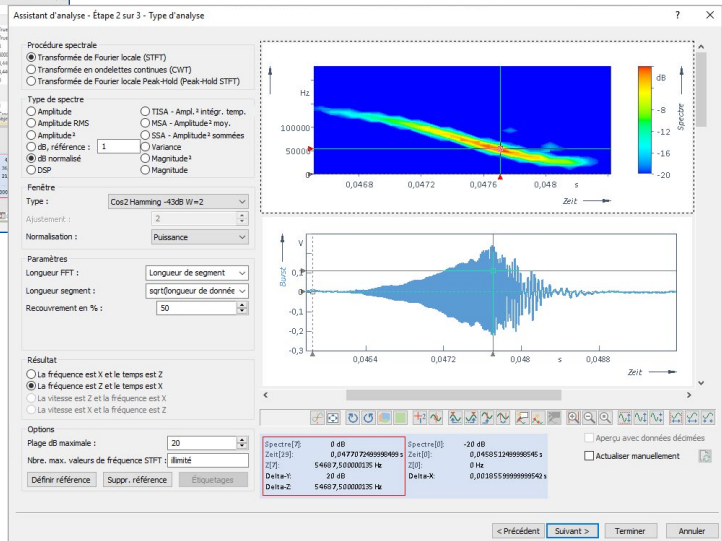 Assistant d'analyse - Étape 2 sur 3 - Type d'analyse ? ×
Procédure spectrale
Transformée de Fourier locale (STFT)
Transformée en ondelettes continues (CWT)
Transformée de Fourier locale Peak-Hold (Peak-Hold STFT)
Type de spectre
Amplitude TISA - Ampl.² intégr. temp.
Amplitude RMS MSA - Amplitude² moy.
Amplitude² SSA - Amplitude² sommées
dB, référence : 1 Variance
dB normalisé Magnitude²
DSP Magnitude
Fenêtre
Type : Cos2 Hamming -43dB W=2
Ajustement : 2
Normalisation : Puissance
Paramètres
Longueur FFT : Longueur de segment
Longueur segment : sqrt(longueur de donnée
Recouvrement en % : 50
Résultat
La fréquence est X et le temps est Z
La fréquence est Z et le temps est X
La vitesse est Z et la fréquence est X
La vitesse est X et la fréquence est Z
Options
Plage dB maximale : 20
Nbre. max. valeurs de fréquence STFT : illimité
Définir référence Suppr. référence Étiquetages
Hz
100000
50000
0
0,0468 0,0472 0,0476 0,048 s
Zeit
dB
-8
-12
-16
-20
Spectre
V
0,1
-0,1
-0,2
-0,3
Burst
0,0464 0,0472 0,048 s 0,0488
Zeit
Spectre[7]: 0 dB Spectre[0]: -20 dB
Zeit[29]: 0,0477072499998499 s Zeit[0]: 0,0458512499998545 s
Z[7]: 54687,500000135 Hz Z[0]: 0 Hz
Delta-Y: 20 dB Delta-X: 0,00185599999999542 s
Delta-Z: 54687,500000135 Hz
Aperçu avec données décimées
Actualiser manuellement
< Précédent Suivant > Terminer Annuler